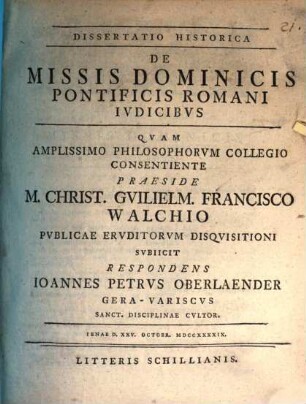 21.
DISSERTATIO HISTORICA
DE
MISSIS DOMINICIS
PONTIFICIS ROMANI
IVDICIBVS
QVAM
AMPLISSIMO PHILOSOPHORVM COLLEGIO
CONSENTIENTE
PRAESIDE
M. CHRIST. GVILIELM. FRANCISCO
WALCHIO
PVBLICAE ERVDITORVM DISQVISITIONI
SVBIICIT
RESPONDENS
IOANNES PETRVS OBERLAENDER
GERA-VARISCVS
SANCT. DISCIPLINAE CVLTOR.
IENAE D. XXV. OCTOBR. MDCCXXXXIX.
LITTERIS SCHILLIANIS.